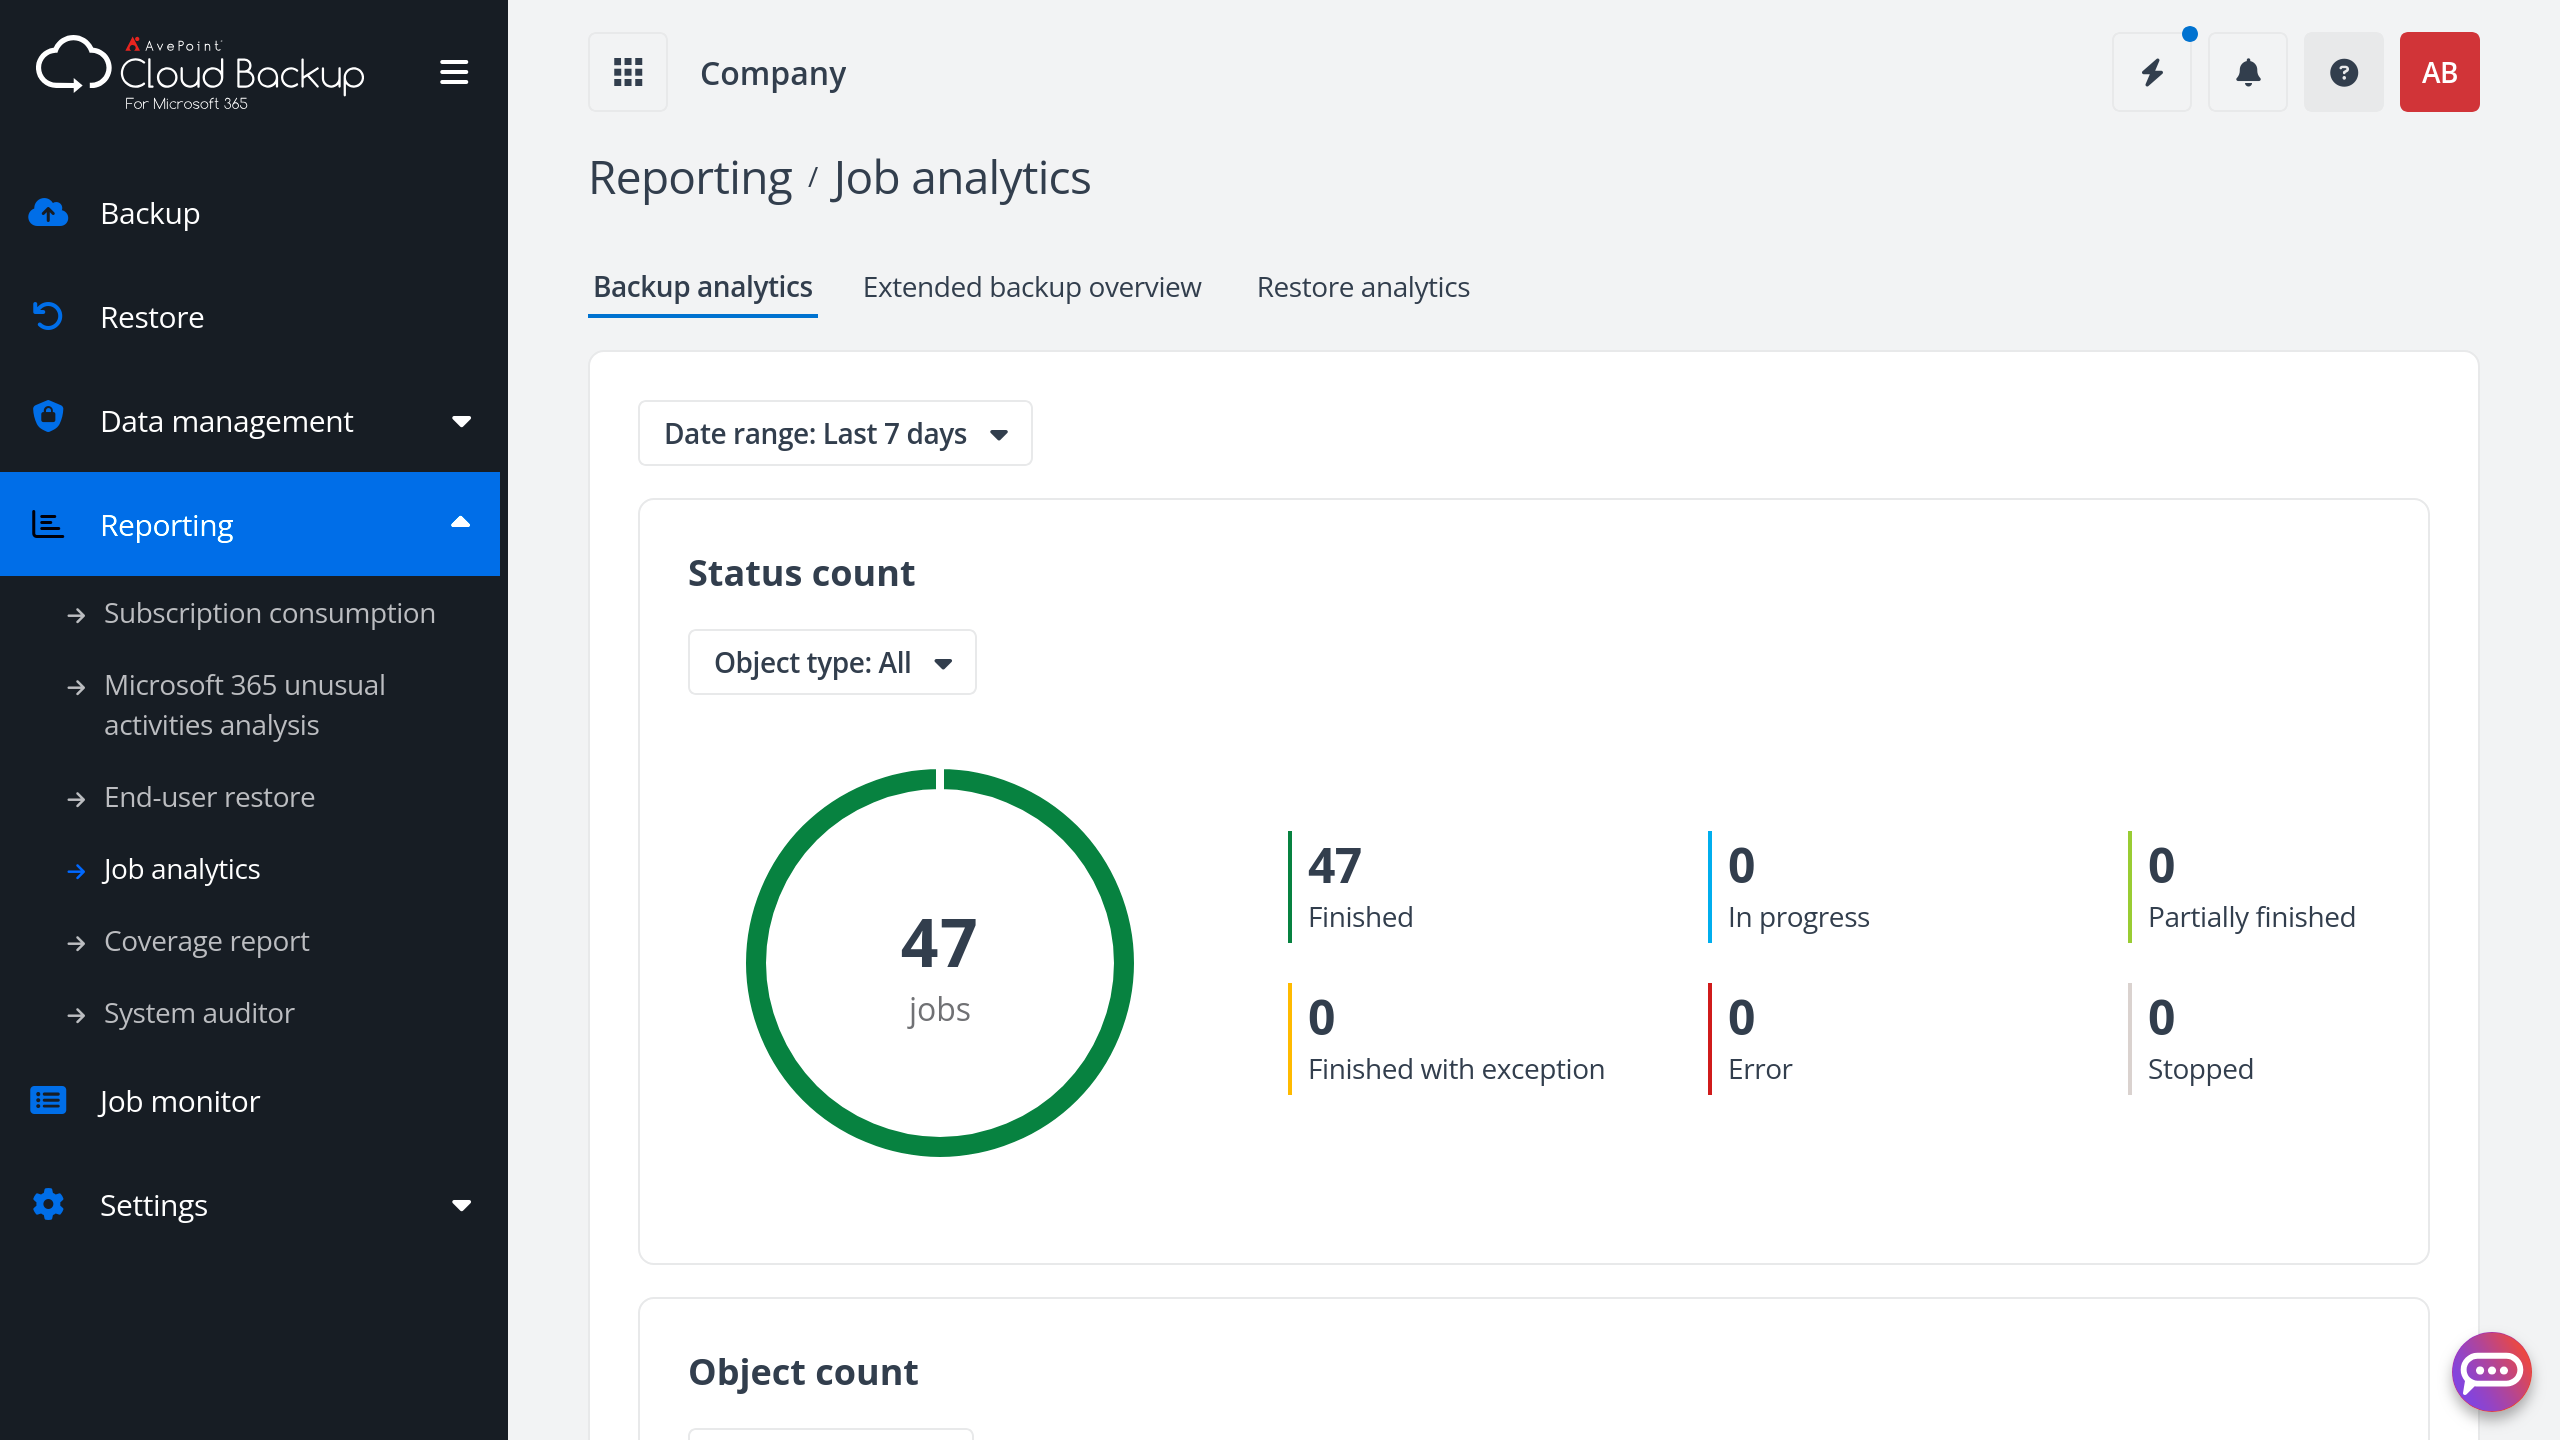 AvePoint
Cloud Backup
For Microsoft 365
Company
AB
Reporting / Job analytics
Backup
Restore
Data management
Reporting
Subscription consumption
Microsoft 365 unusual
activities analysis
End-user restore
Job analytics
Coverage report
System auditor
Job monitor
Settings
Backup analytics
Extended backup overview
Restore analytics
Date range: Last 7 days
Status count
Object type: All
47
jobs
47
Finished
0
In progress
0
Partially finished
0
Finished with exception
0
Error
0
Stopped
Object count